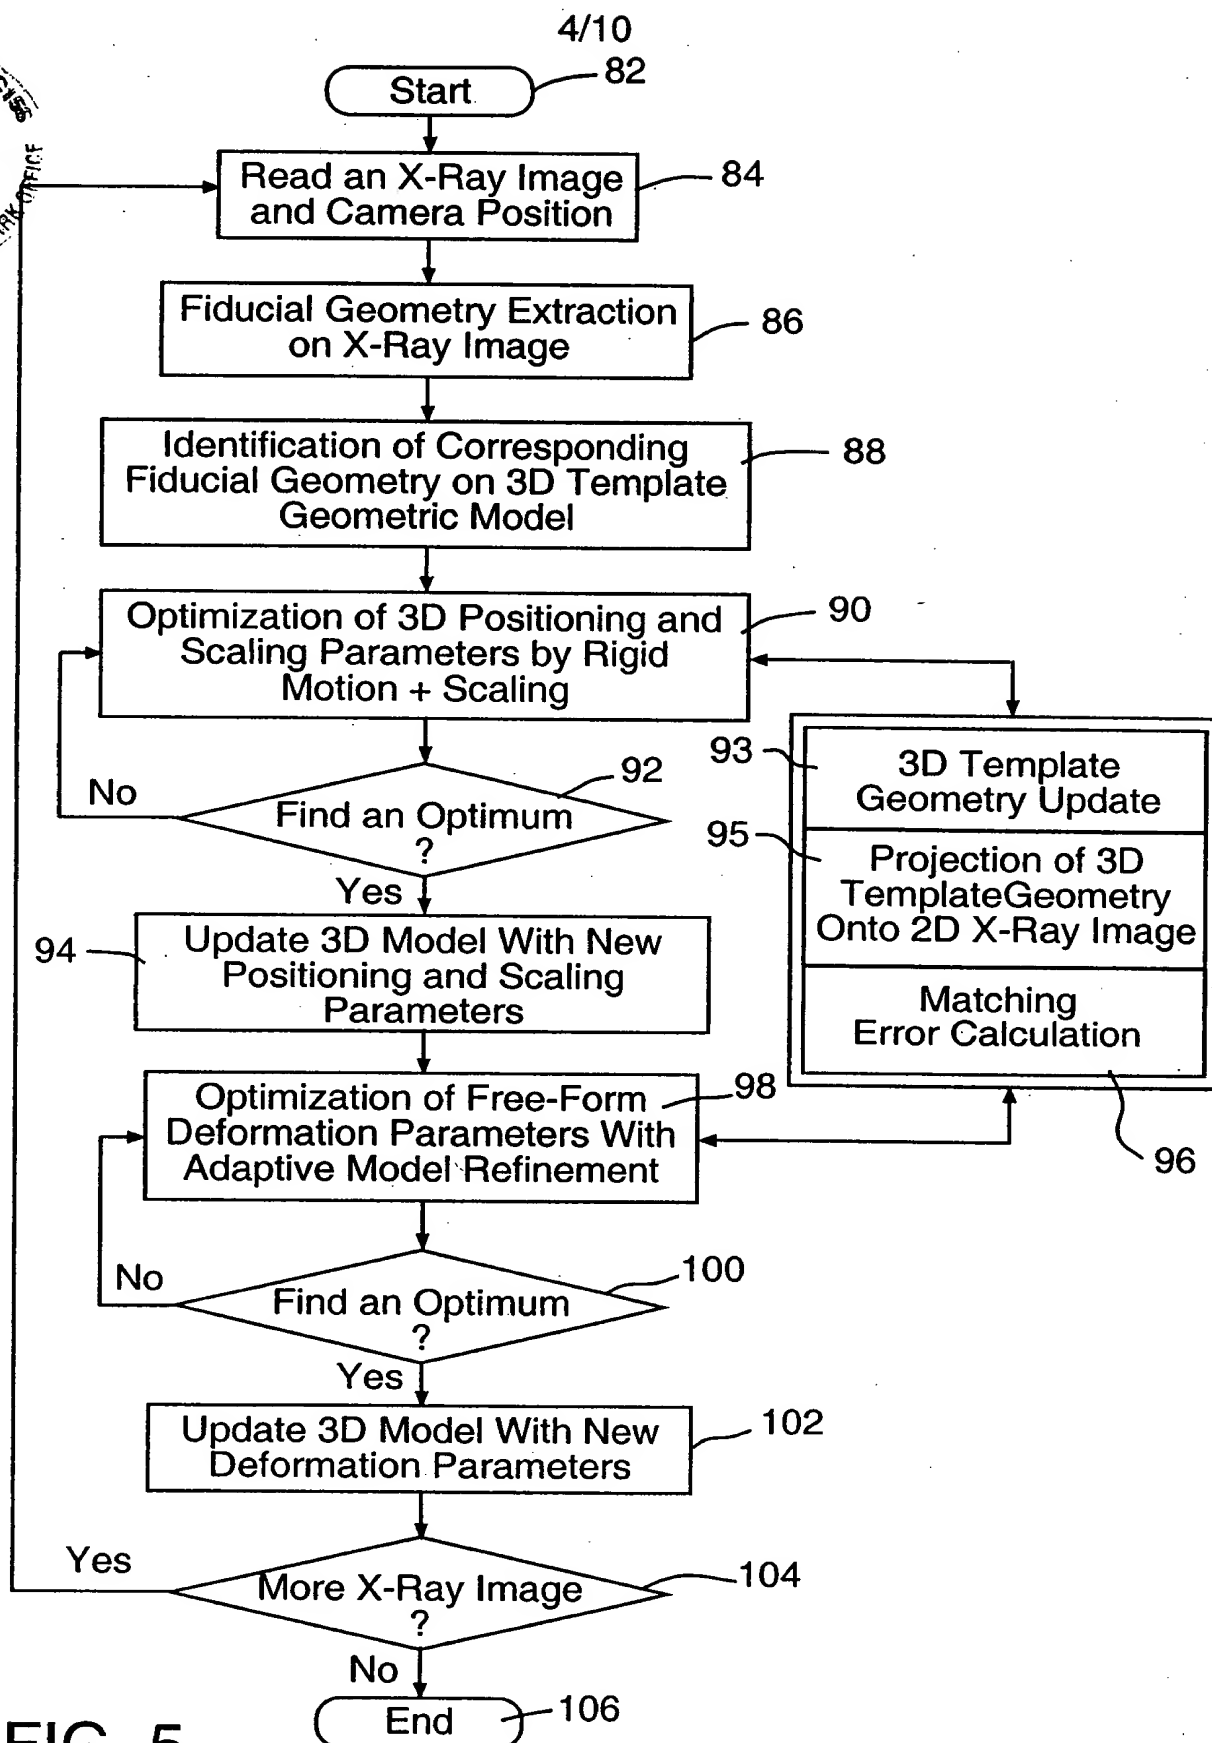 4/10
Start
82
Read an X-Ray Image
and Camera Position
84
Fiducial Geometry Extraction
on X-Ray Image
86
Identification of Corresponding
Fiducial Geometry on 3D Template
Geometric Model
88
Optimization of 3D Positioning and
Scaling Parameters by Rigid
Motion + Scaling
90
93
3D Template
Geometry Update
95
Projection of 3D
TemplateGeometry
Onto 2D X-Ray Image
Matching
Error Calculation
96
No
Find an Optimum
?
92
Yes
94
Update 3D Model With New
Positioning and Scaling
Parameters
Optimization of Free-Form
Deformation Parameters With
Adaptive Model Refinement
98
No
Find an Optimum
?
100
Yes
Update 3D Model With New
Deformation Parameters
102
Yes
More X-Ray Image
?
104
No
End
106
FIG. 5